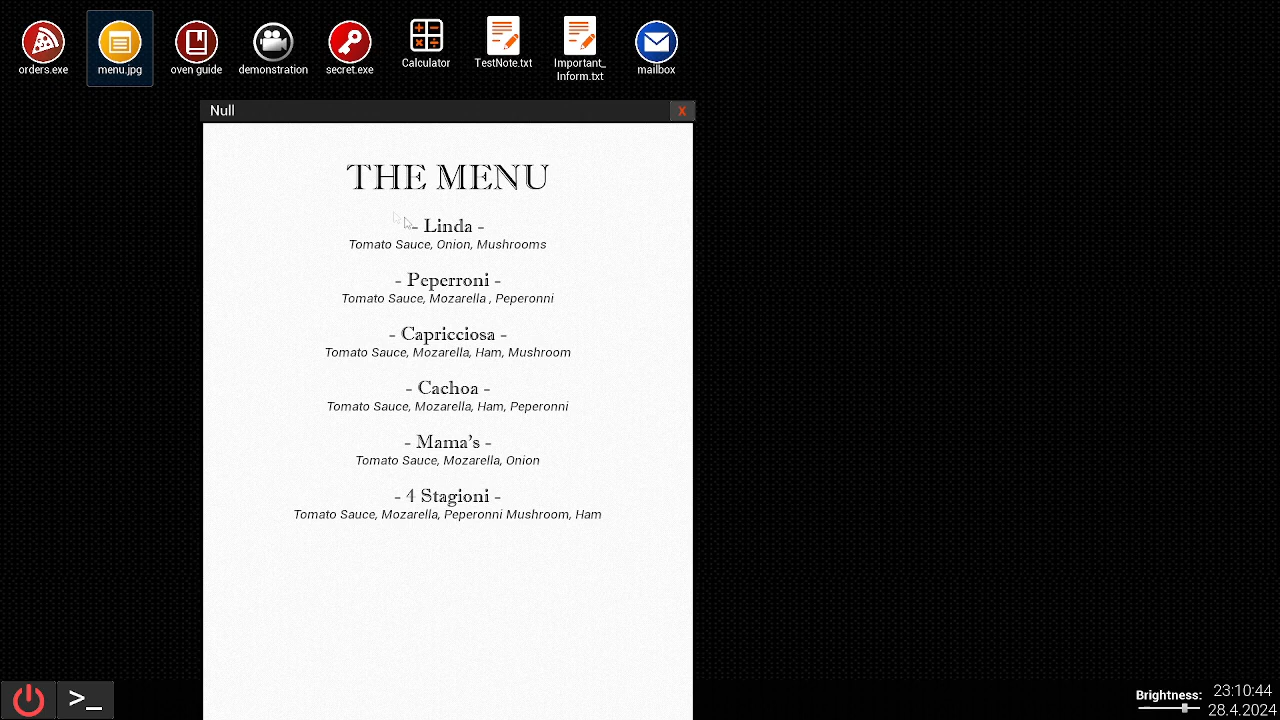 orders.exe
menu.jpg
oven guide
demonstration
secret.exe
Calculator
TestNote.txt
Important_
Inform.txt
mailbox
Null
X
THE MENU
- Linda -
Tomato Sauce, Onion, Mushrooms
- Peperroni -
Tomato Sauce, Mozarella , Peperonni
- Capricciosa -
Tomato Sauce, Mozarella, Ham, Mushroom
- Cachoa -
Tomato Sauce, Mozarella, Ham, Peperonni
- Mama's -
Tomato Sauce, Mozarella, Onion
- 4 Stagioni -
Tomato Sauce, Mozarella, Peperonni Mushroom, Ham
>_
Brightness:
23:10:44
28.4.2024